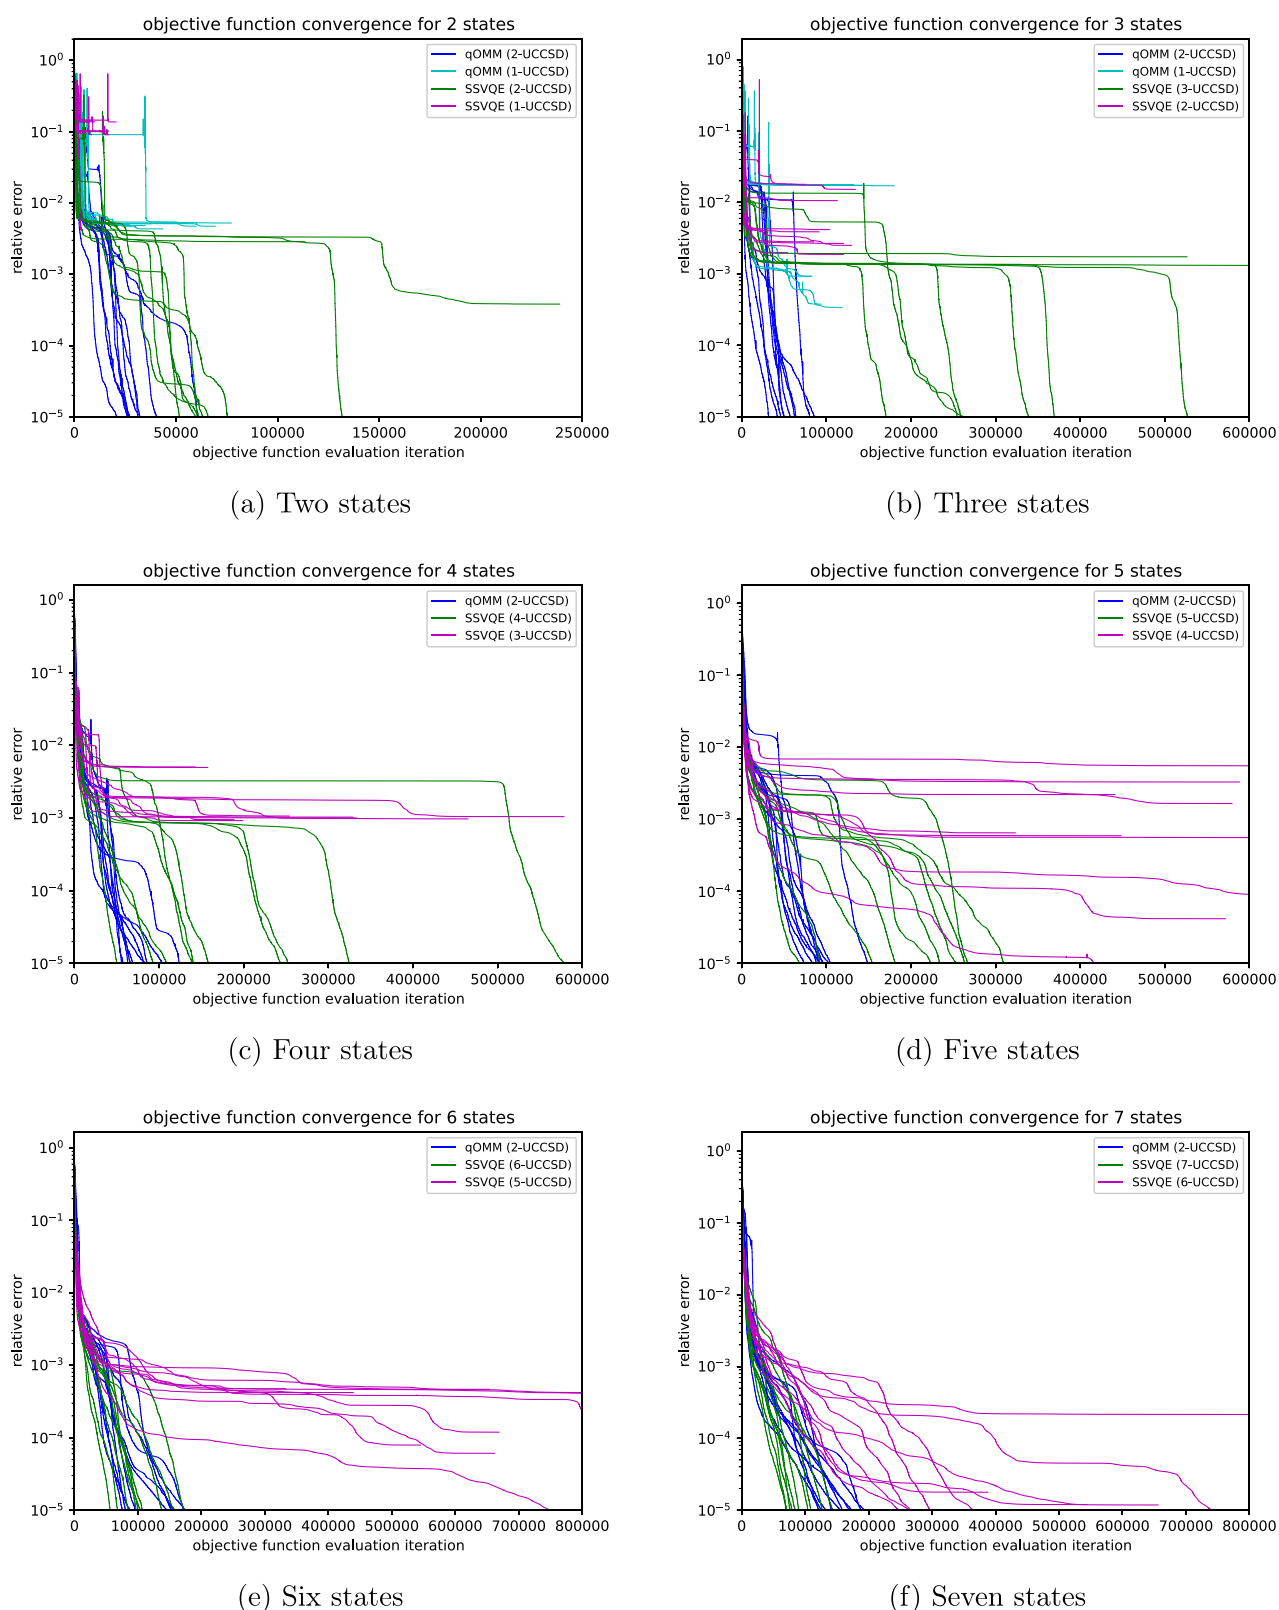 objective function convergence for 2 states
qOMM (2-UCCSD)
qOMM (1-UCCSD)
SSVQE (2-UCCSD)
SSVQE (1-UCCSD)
relative error
10⁰
10⁻¹
10⁻²
10⁻³
10⁻⁴
10⁻⁵
0 50000 100000 150000 200000 250000
objective function evaluation iteration
(a) Two states
objective function convergence for 3 states
qOMM (2-UCCSD)
qOMM (1-UCCSD)
SSVQE (3-UCCSD)
SSVQE (2-UCCSD)
relative error
10⁰
10⁻¹
10⁻²
10⁻³
10⁻⁴
10⁻⁵
0 100000 200000 300000 400000 500000 600000
objective function evaluation iteration
(b) Three states
objective function convergence for 4 states
qOMM (2-UCCSD)
SSVQE (4-UCCSD)
SSVQE (3-UCCSD)
relative error
10⁰
10⁻¹
10⁻²
10⁻³
10⁻⁴
10⁻⁵
0 100000 200000 300000 400000 500000 600000
objective function evaluation iteration
(c) Four states
objective function convergence for 5 states
qOMM (2-UCCSD)
SSVQE (5-UCCSD)
SSVQE (4-UCCSD)
relative error
10⁰
10⁻¹
10⁻²
10⁻³
10⁻⁴
10⁻⁵
0 100000 200000 300000 400000 500000 600000
objective function evaluation iteration
(d) Five states
objective function convergence for 6 states
qOMM (2-UCCSD)
SSVQE (6-UCCSD)
SSVQE (5-UCCSD)
relative error
10⁰
10⁻¹
10⁻²
10⁻³
10⁻⁴
10⁻⁵
0 100000 200000 300000 400000 500000 600000 700000 800000
objective function evaluation iteration
(e) Six states
objective function convergence for 7 states
qOMM (2-UCCSD)
SSVQE (7-UCCSD)
SSVQE (6-UCCSD)
relative error
10⁰
10⁻¹
10⁻²
10⁻³
10⁻⁴
10⁻⁵
0 100000 200000 300000 400000 500000 600000 700000 800000
objective function evaluation iteration
(f) Seven states